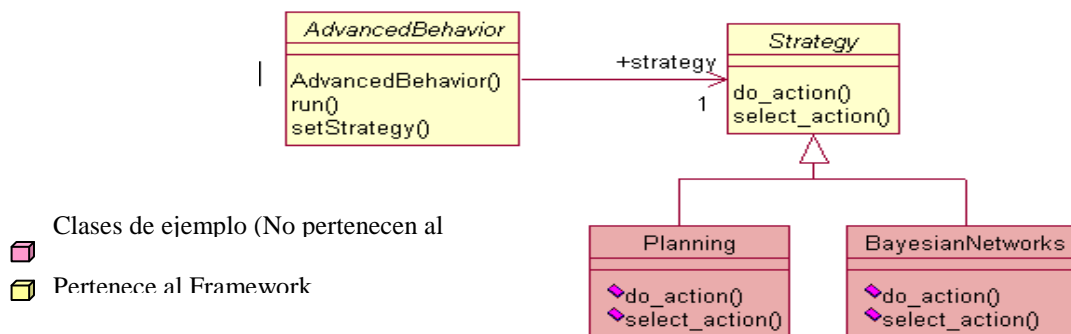 AdvancedBehavior
AdvancedBehavior()
run()
setStrategy()
+strategy
1
Strategy
do_action()
select_action()
Planning
do_action()
select_action()
BayesianNetworks
do_action()
select_action()
Clases de ejemplo (No pertenecen al
Pertenece al Framework